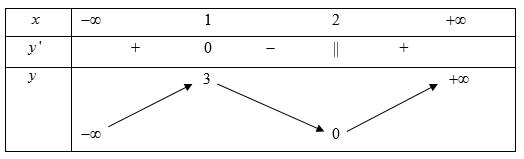 x −∞ 1 2 +∞
y' + 0 − || +
y 3 +∞
−∞ 0